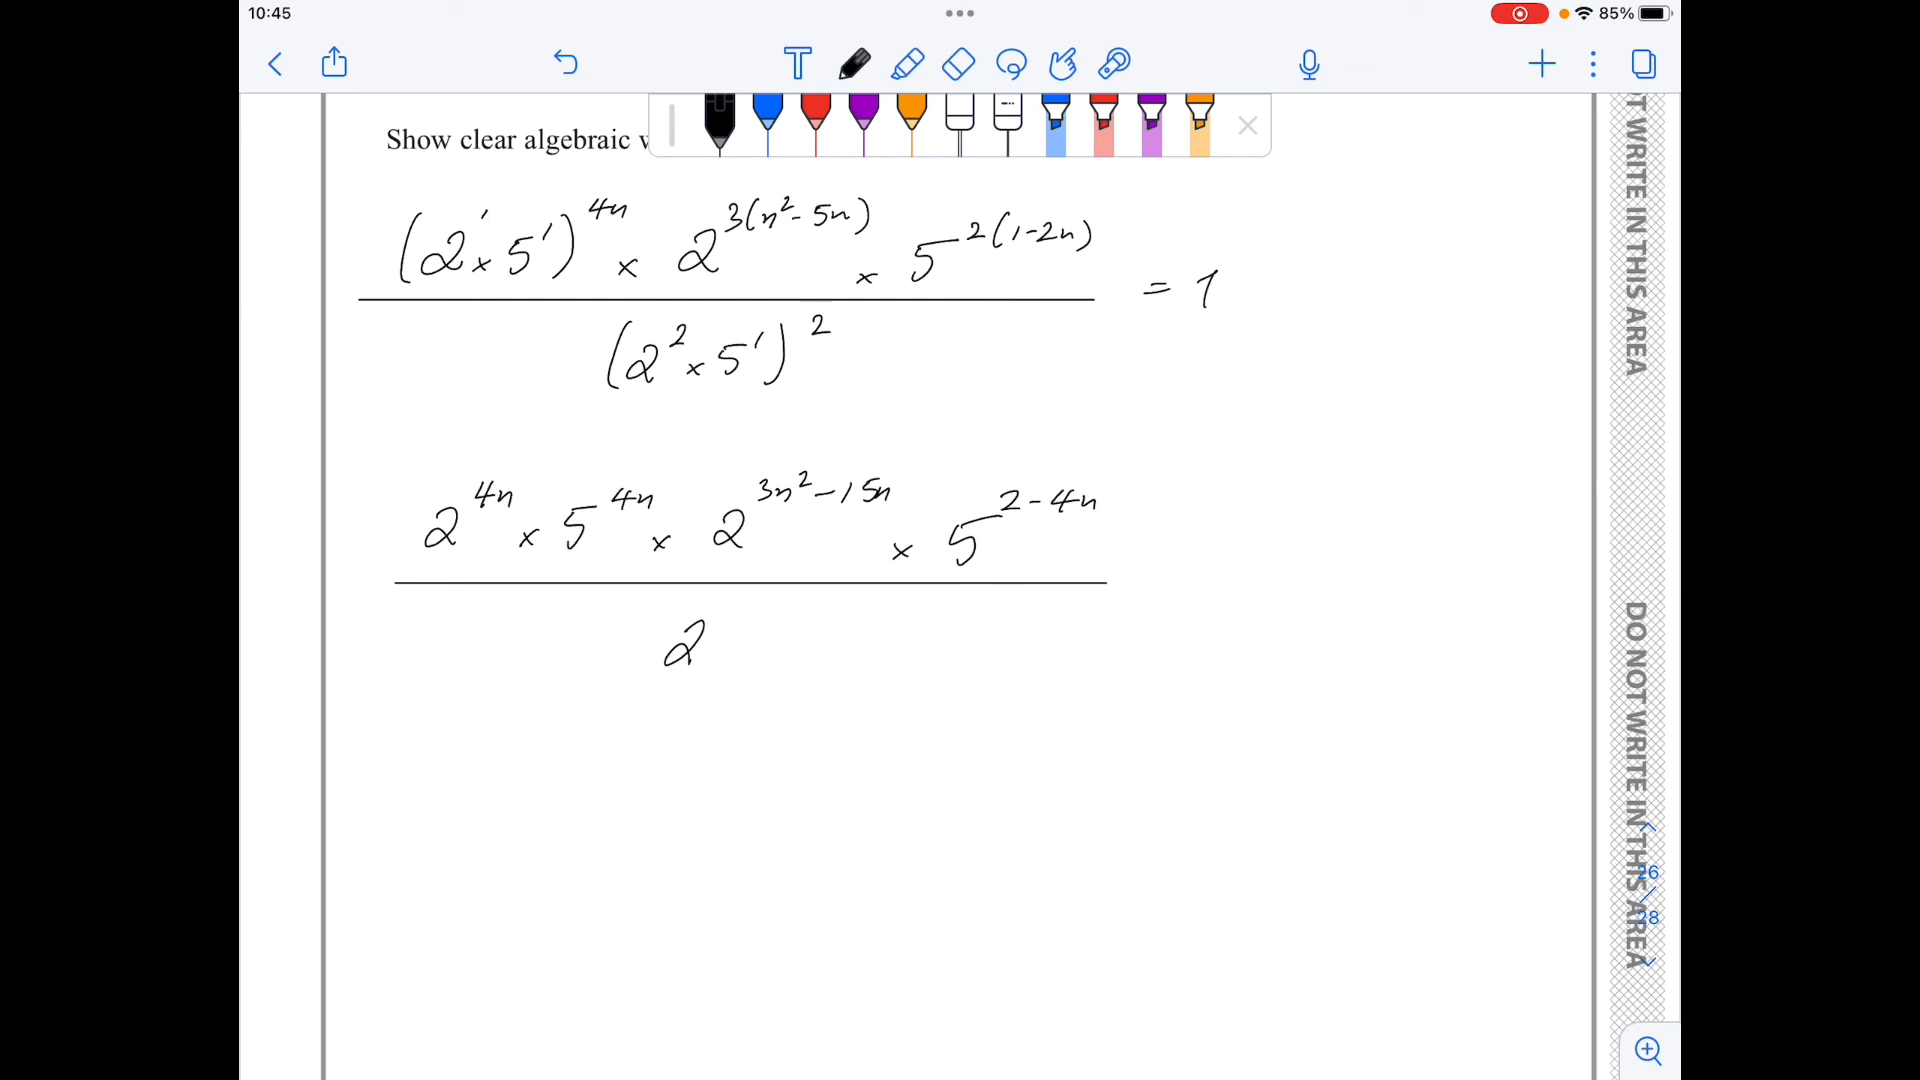 10:45
85%
Show clear algebraic
(2¹ × 5¹)⁴ⁿ × 2^3(n²-5n) × 5^2(1-2n) = 1
(2² × 5¹)²
2^4n × 5^4n × 2^3n²-15n × 5^2-4n
2
T WRITE IN THIS AREA
DO NOT WRITE IN THIS AREA
26
28